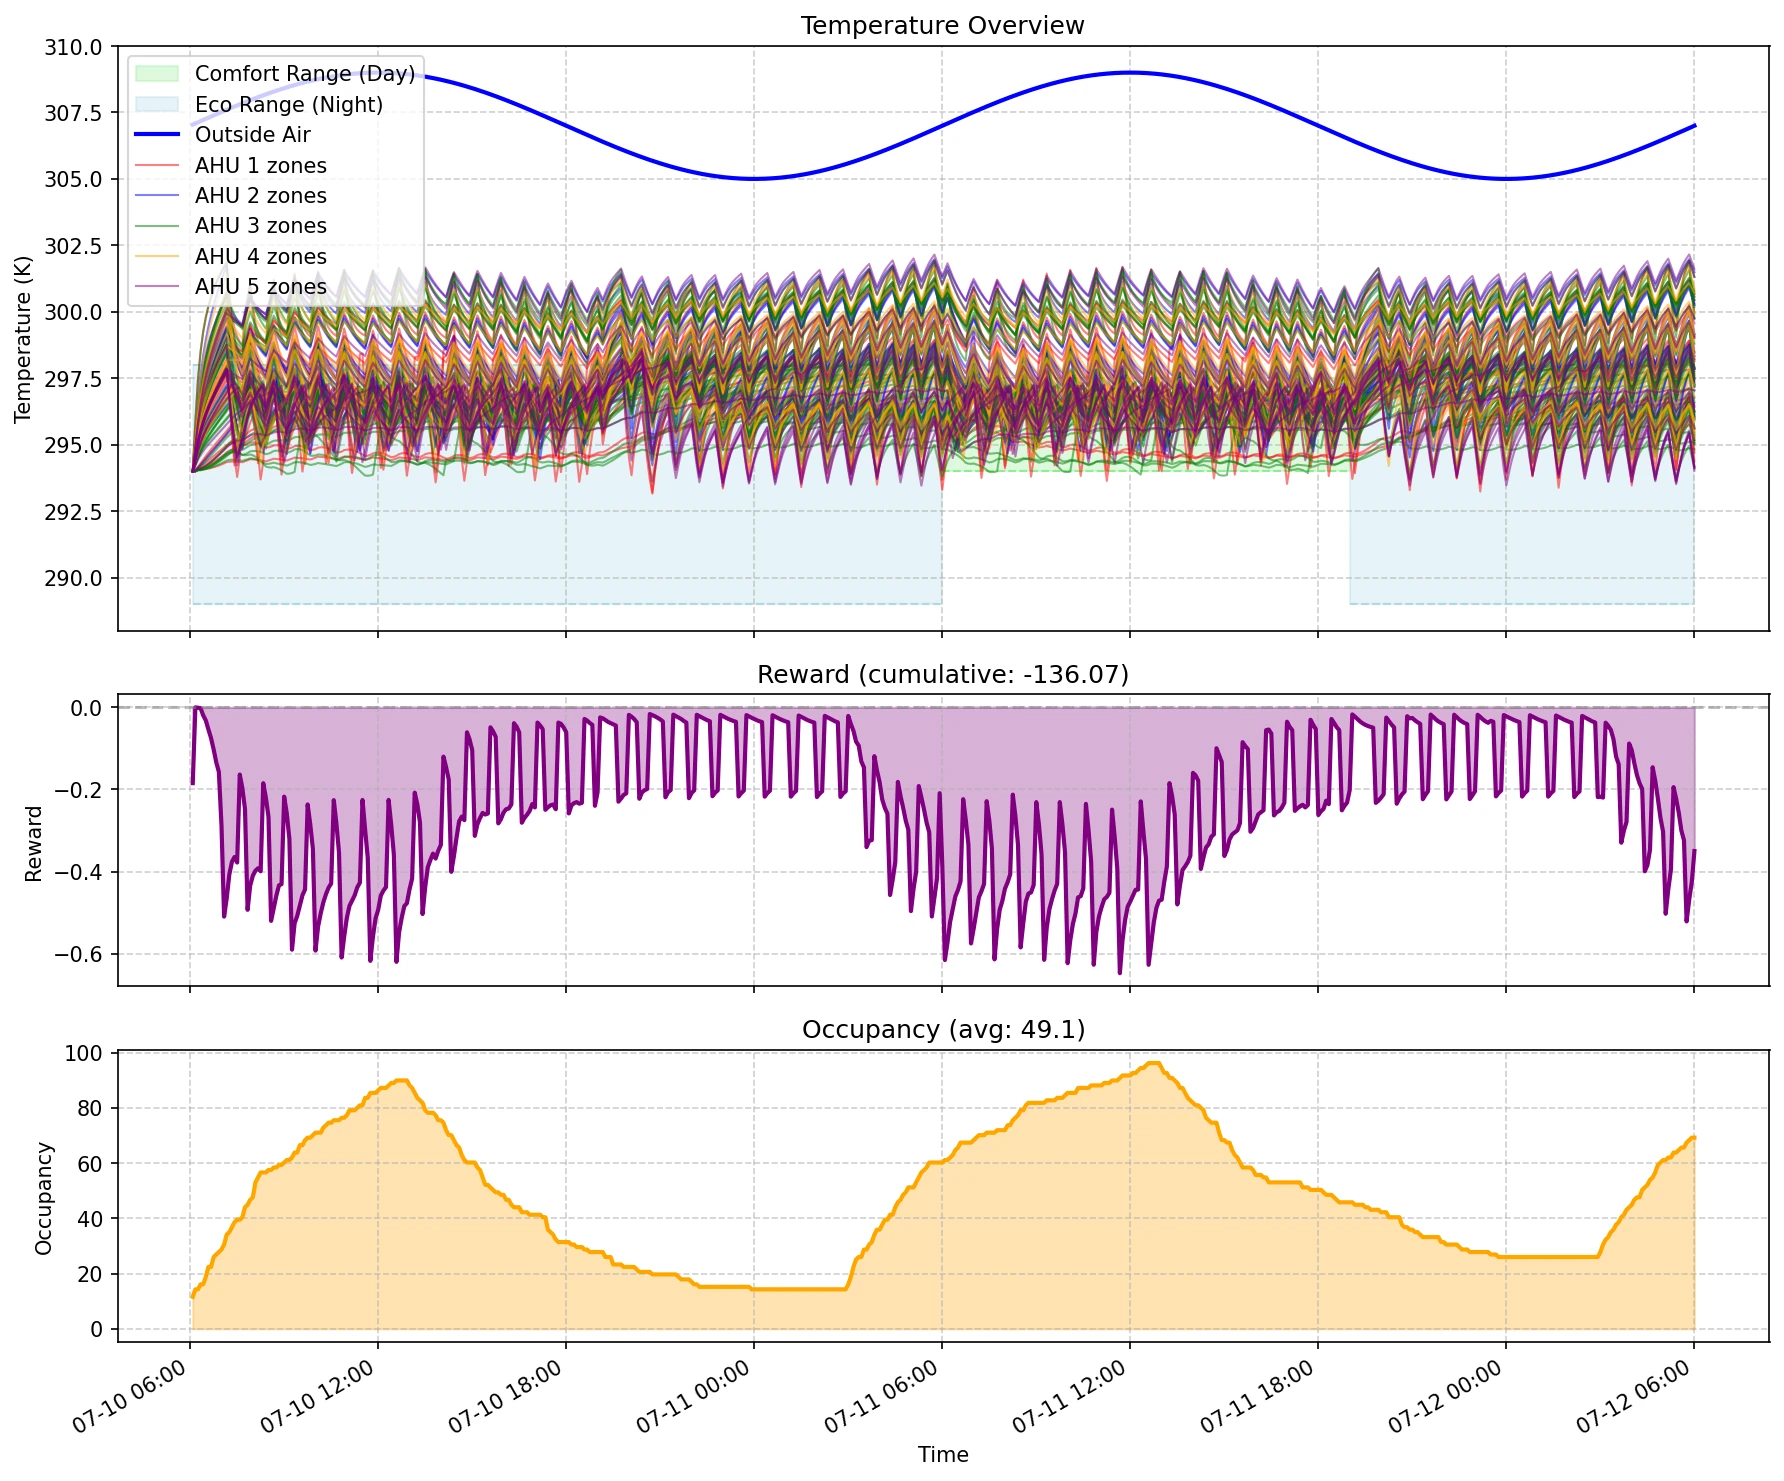 Temperature Overview
Temperature (K)
310.0
307.5
305.0
302.5
300.0
297.5
295.0
292.5
290.0
Comfort Range (Day)
Eco Range (Night)
Outside Air
AHU 1 zones
AHU 2 zones
AHU 3 zones
AHU 4 zones
AHU 5 zones
Reward (cumulative: -136.07)
Reward
0.0
−0.2
−0.4
−0.6
Occupancy (avg: 49.1)
Occupancy
100
80
60
40
20
0
07-10 06:00
07-10 12:00
07-10 18:00
07-11 00:00
07-11 06:00
07-11 12:00
07-11 18:00
07-12 00:00
07-12 06:00
Time